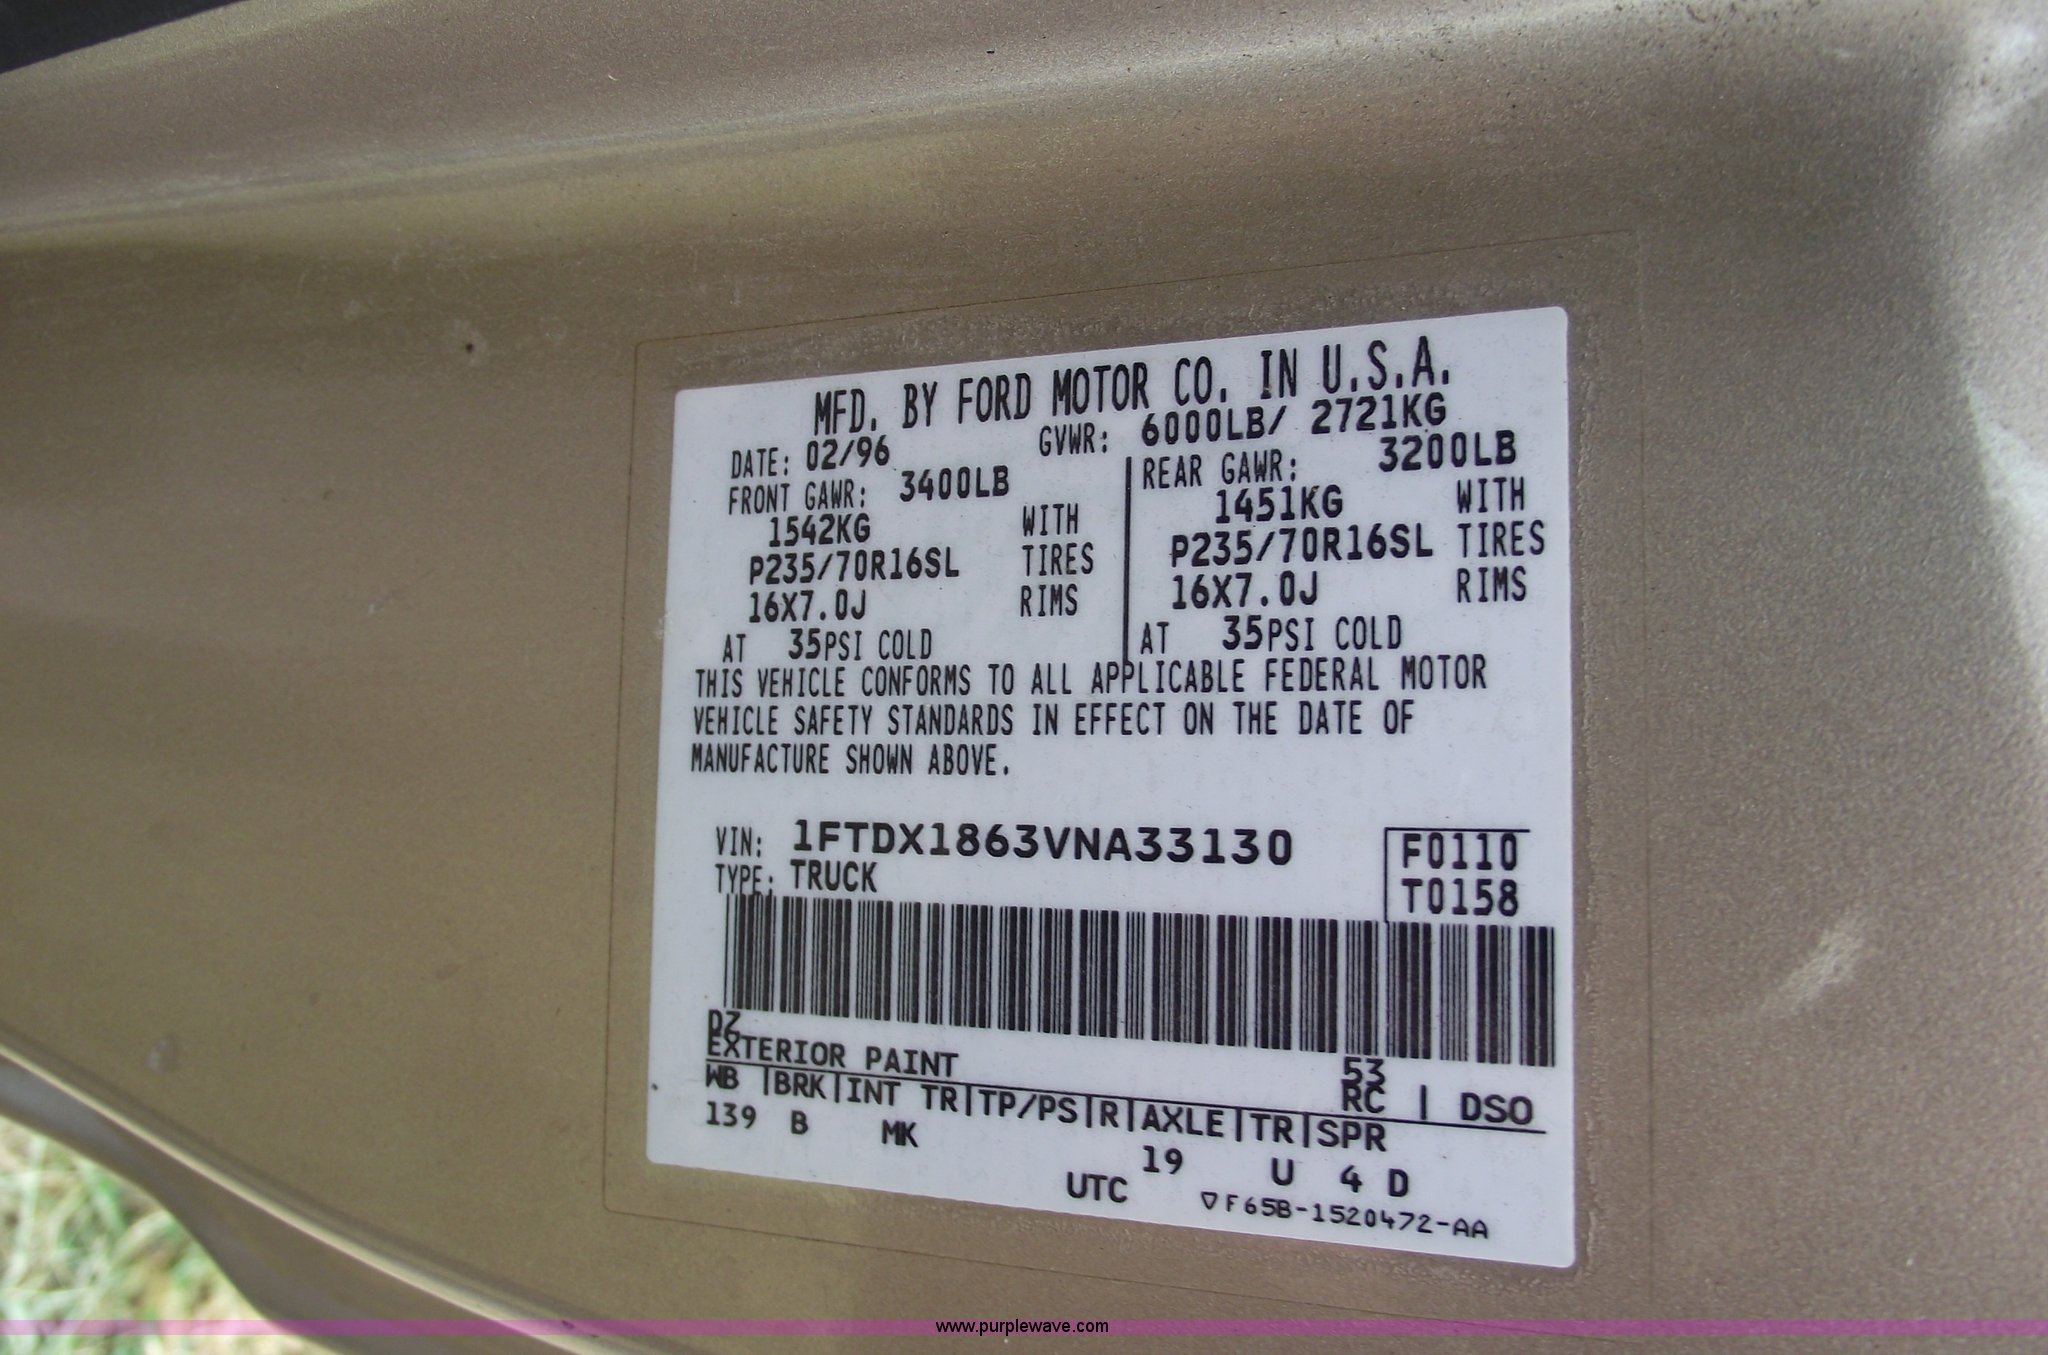 MFD. BY FORD MOTOR CO. IN U.S.A.
DATE: 02/96 GVWR: 6000LB/ 2721KG
FRONT GAWR: 3400LB REAR GAWR: 3200LB
1542KG WITH 1451KG WITH
P235/70R16SL TIRES P235/70R16SL TIRES
16X7.0J RIMS 16X7.0J RIMS
AT 35PSI COLD AT 35PSI COLD
THIS VEHICLE CONFORMS TO ALL APPLICABLE FEDERAL MOTOR
VEHICLE SAFETY STANDARDS IN EFFECT ON THE DATE OF
MANUFACTURE SHOWN ABOVE.
VIN: 1FTDX1863VNA33130 F0110
TYPE: TRUCK T0158
DZ
EXTERIOR PAINT 53 RC | DSO
WB |BRK|INT TR|TP/PS|R|AXLE|TR|SPR
139 B MK 19 U 4 D
UTC ▽F65B-1520472-AA
www.purplewave.com